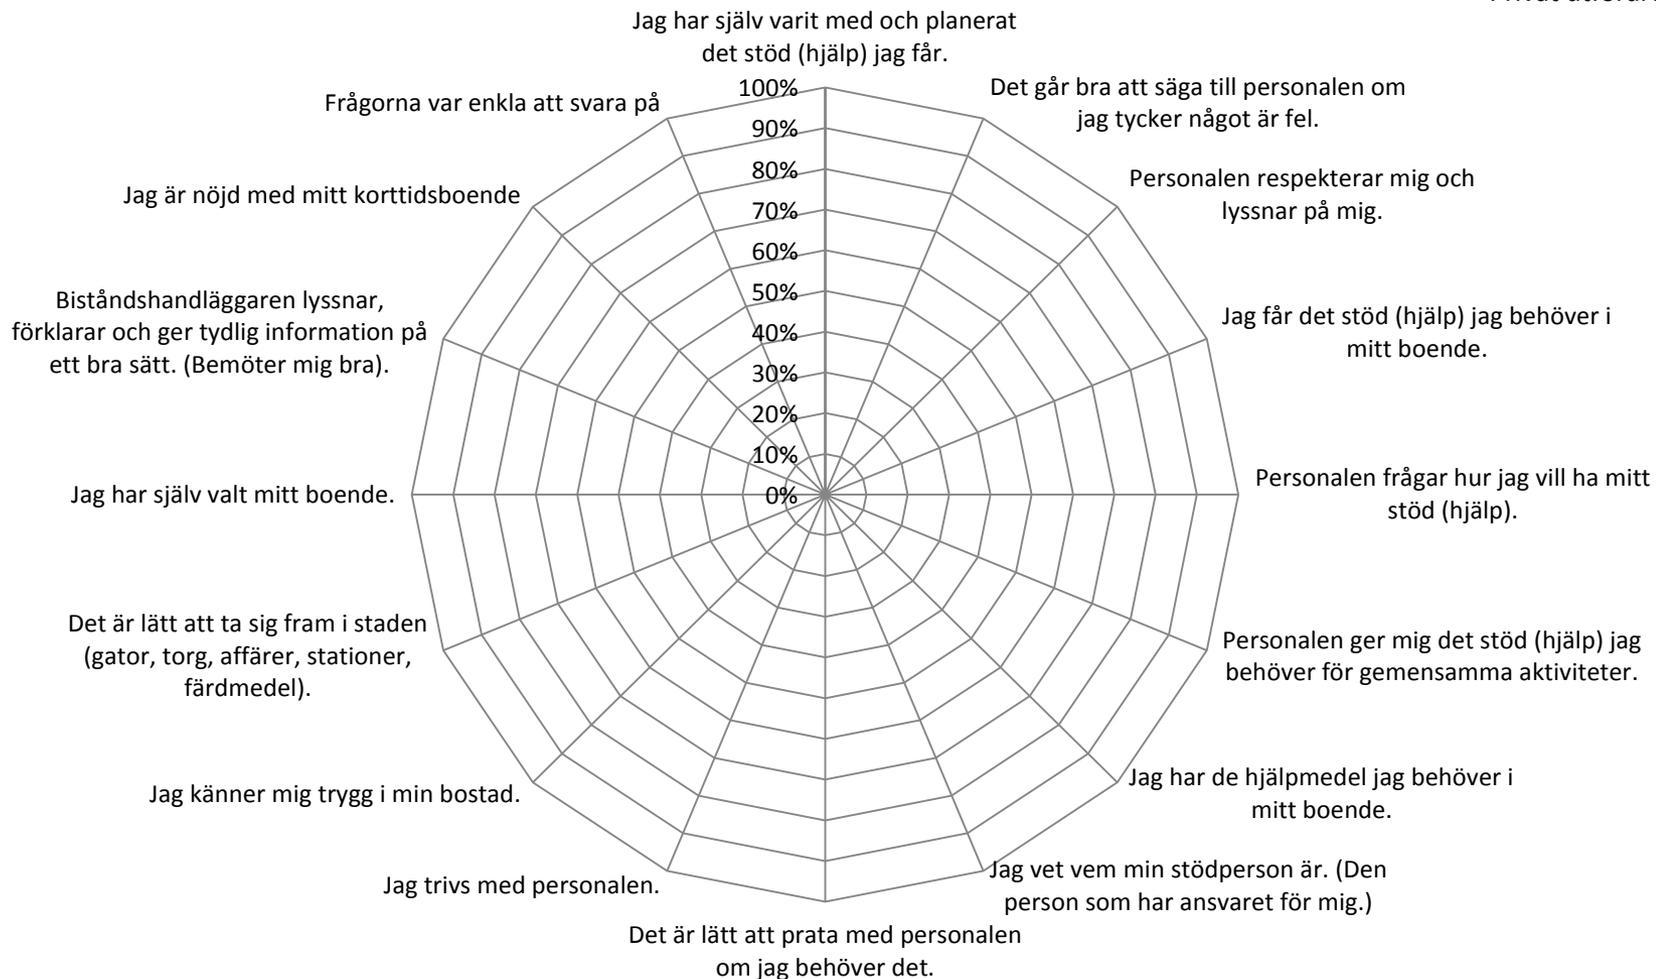 Jag har själv varit med och planerat
det stöd (hjälp) jag får.
Det går bra att säga till personalen om
jag tycker något är fel.
Personalen respekterar mig och
lyssnar på mig.
Jag får det stöd (hjälp) jag behöver i
mitt boende.
Personalen frågar hur jag vill ha mitt
stöd (hjälp).
Personalen ger mig det stöd (hjälp) jag
behöver för gemensamma aktiviteter.
Jag har de hjälpmedel jag behöver i
mitt boende.
Jag vet vem min stödperson är. (Den
person som har ansvaret för mig.)
Det är lätt att prata med personalen
om jag behöver det.
Jag trivs med personalen.
Jag känner mig trygg i min bostad.
Det är lätt att ta sig fram i staden
(gator, torg, affärer, stationer,
färdmedel).
Jag har själv valt mitt boende.
Biståndshandläggaren lyssnar,
förklarar och ger tydlig information på
ett bra sätt. (Bemöter mig bra).
Jag är nöjd med mitt korttidsboende
Frågorna var enkla att svara på
100%
90%
80%
70%
60%
50%
40%
30%
20%
10%
0%